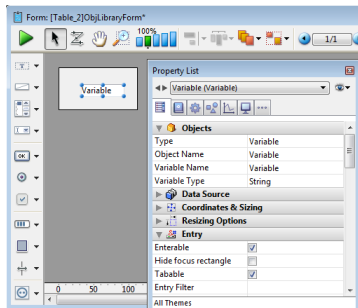 Form: [Table_2]ObjLibraryForm*
100%
1/1
Property List
Variable
Variable (Variable)
Objects
Type Variable
Object Name Variable
Variable Name Variable
Variable Type String
Data Source
Coordinates & Sizing
Resizing Options
Entry
Enterable
Hide focus rectangle
Tabable
Entry Filter
OK
0 50 100
All Themes